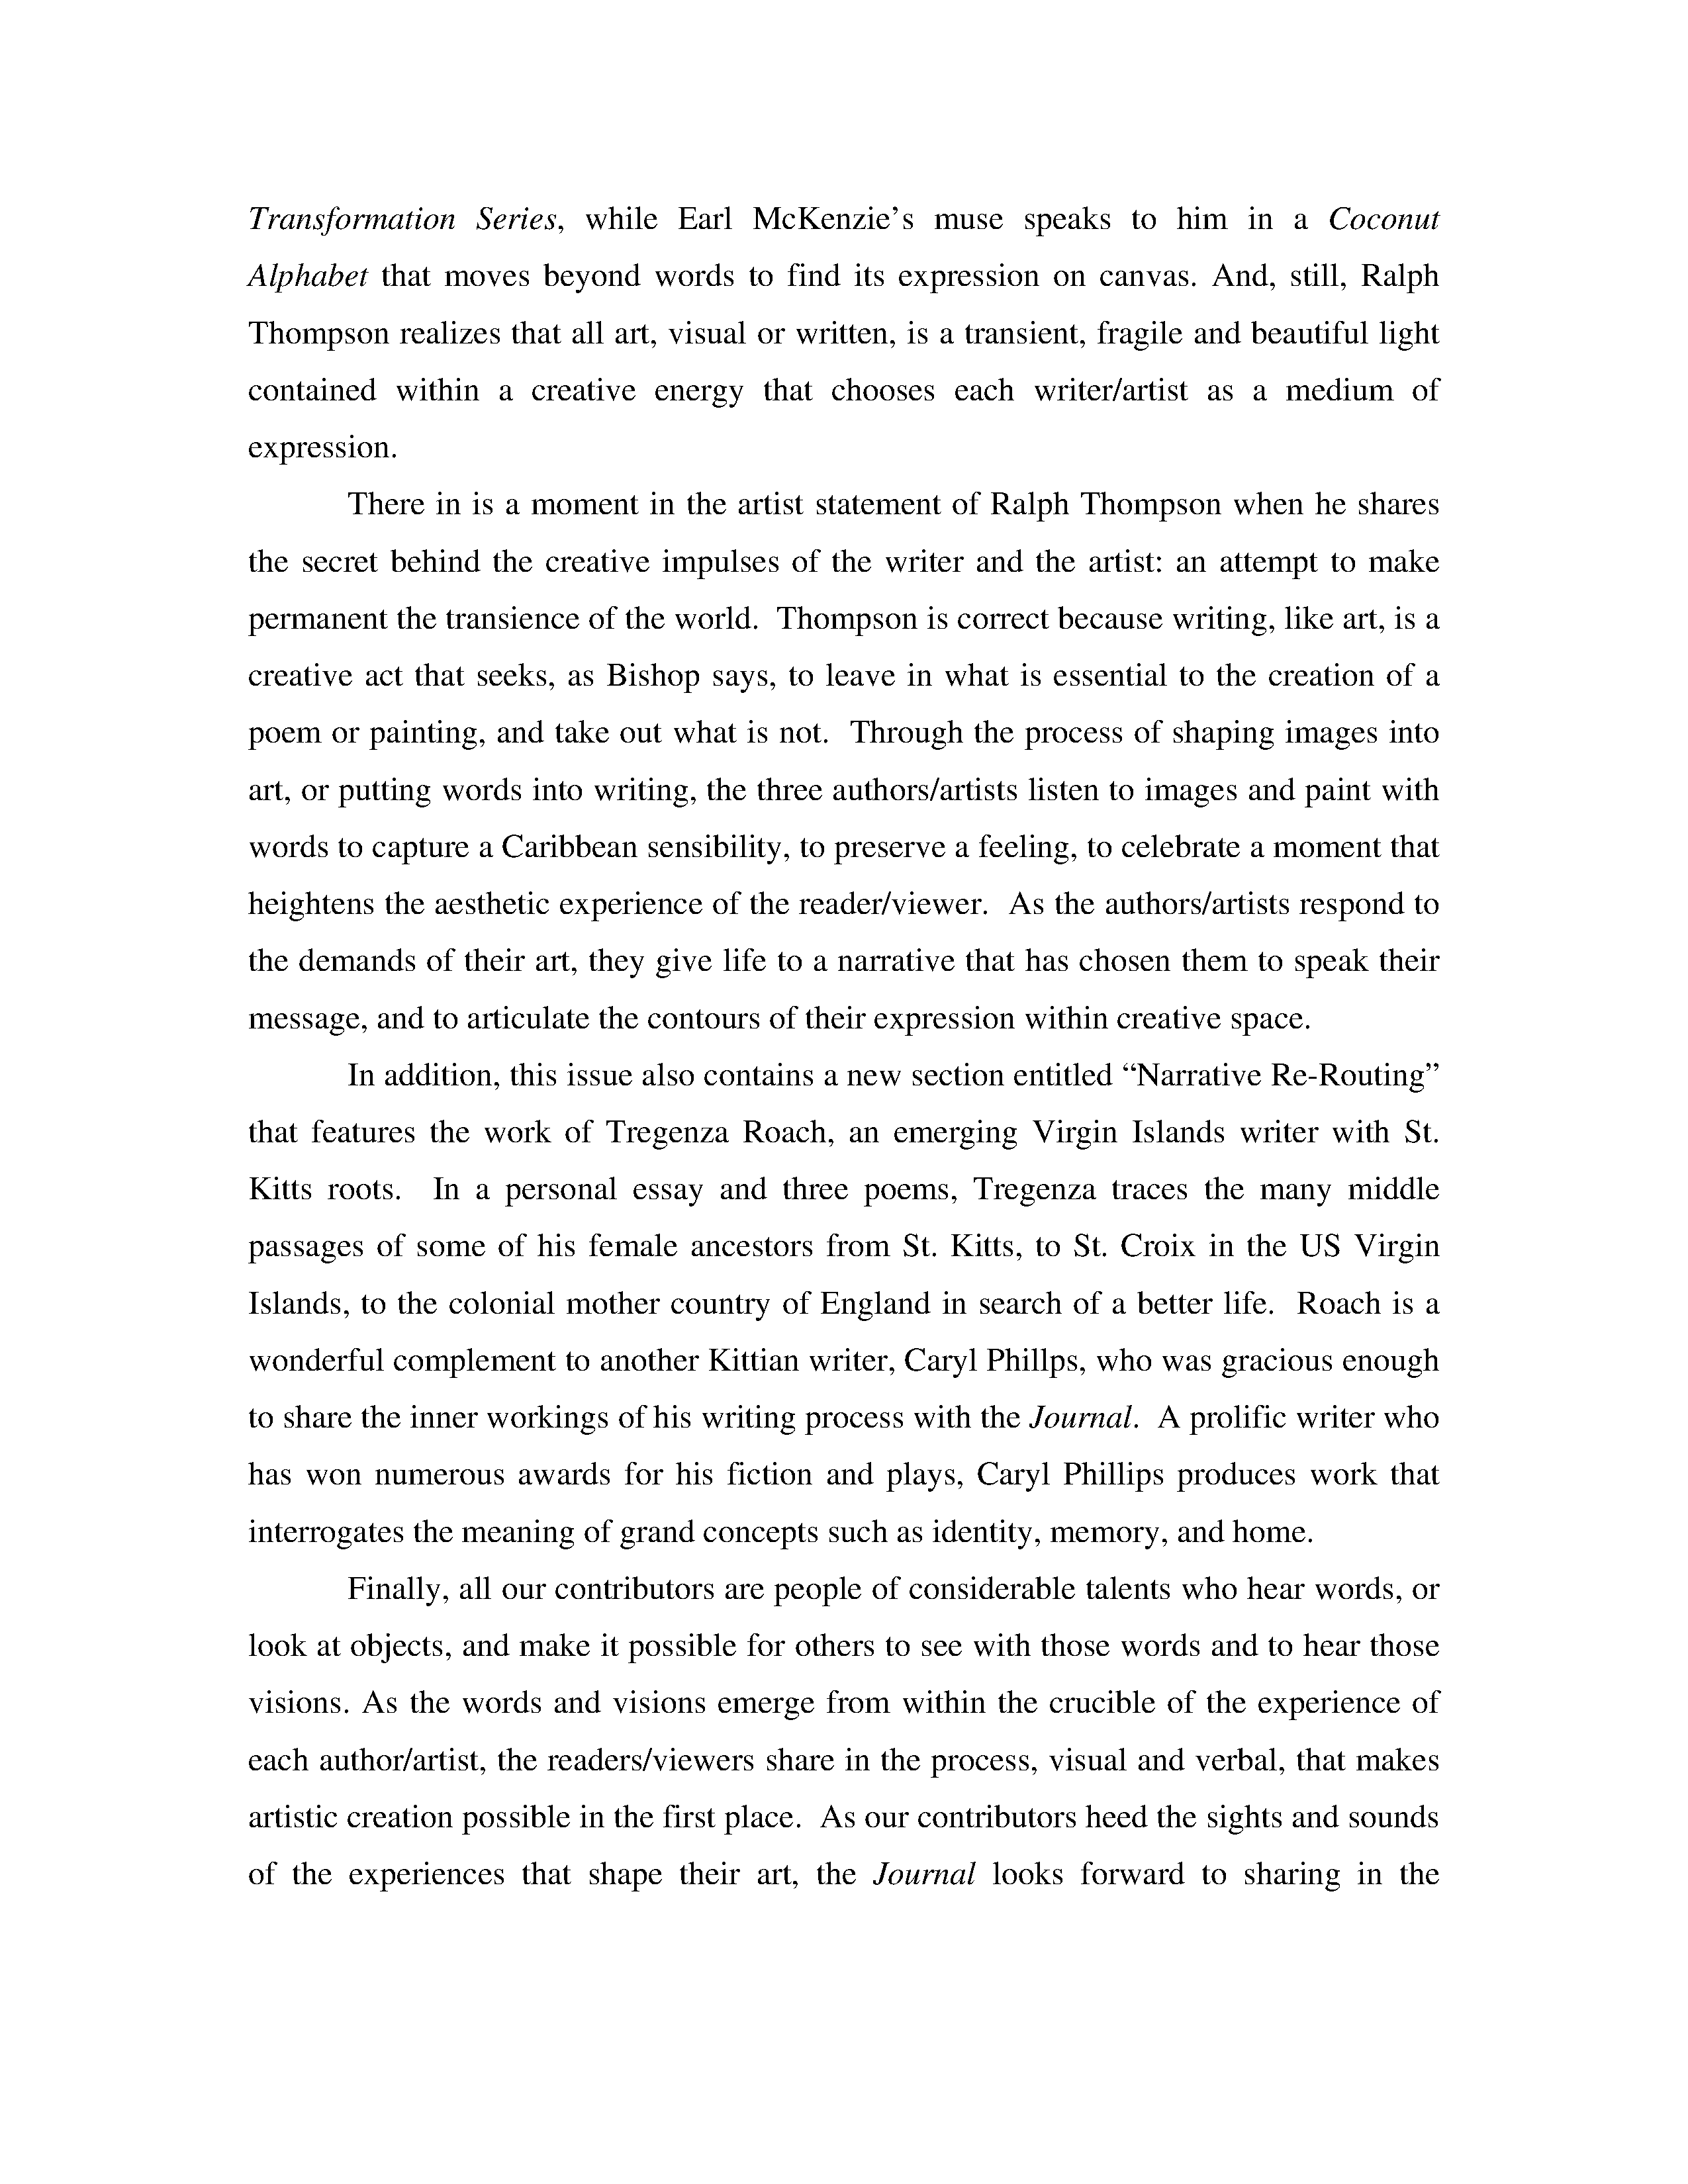 Transformation Series, while Earl McKenzie’s muse speaks to him in a Coconut
Alphabet that moves beyond words to find its expression on canvas. And, still, Ralph
Thompson realizes that all art, visual or written, is a transient, fragile and beautiful light
contained within a creative energy that chooses each writer/artist as a medium of
expression.
There in is a moment in the artist statement of Ralph Thompson when he shares
the secret behind the creative impulses of the writer and the artist: an attempt to make
permanent the transience of the world.  Thompson is correct because writing, like art, is a
creative act that seeks, as Bishop says, to leave in what is essential to the creation of a
poem or painting, and take out what is not.  Through the process of shaping images into
art, or putting words into writing, the three authors/artists listen to images and paint with
words to capture a Caribbean sensibility, to preserve a feeling, to celebrate a moment that
heightens the aesthetic experience of the reader/viewer.  As the authors/artists respond to
the demands of their art, they give life to a narrative that has chosen them to speak their
message, and to articulate the contours of their expression within creative space.
In addition, this issue also contains a new section entitled “Narrative Re-Routing”
that features the work of Tregenza Roach, an emerging Virgin Islands writer with St.
Kitts roots.  In a personal essay and three poems, Tregenza traces the many middle
passages of some of his female ancestors from St. Kitts, to St. Croix in the US Virgin
Islands, to the colonial mother country of England in search of a better life.  Roach is a
wonderful complement to another Kittian writer, Caryl Phillps, who was gracious enough
to share the inner workings of his writing process with the Journal.  A prolific writer who
has won numerous awards for his fiction and plays, Caryl Phillips produces work that
interrogates the meaning of grand concepts such as identity, memory, and home.
Finally, all our contributors are people of considerable talents who hear words, or
look at objects, and make it possible for others to see with those words and to hear those
visions. As the words and visions emerge from within the crucible of the experience of
each author/artist, the readers/viewers share in the process, visual and verbal, that makes
artistic creation possible in the first place.  As our contributors heed the sights and sounds
of the experiences that shape their art, the Journal looks forward to sharing in the